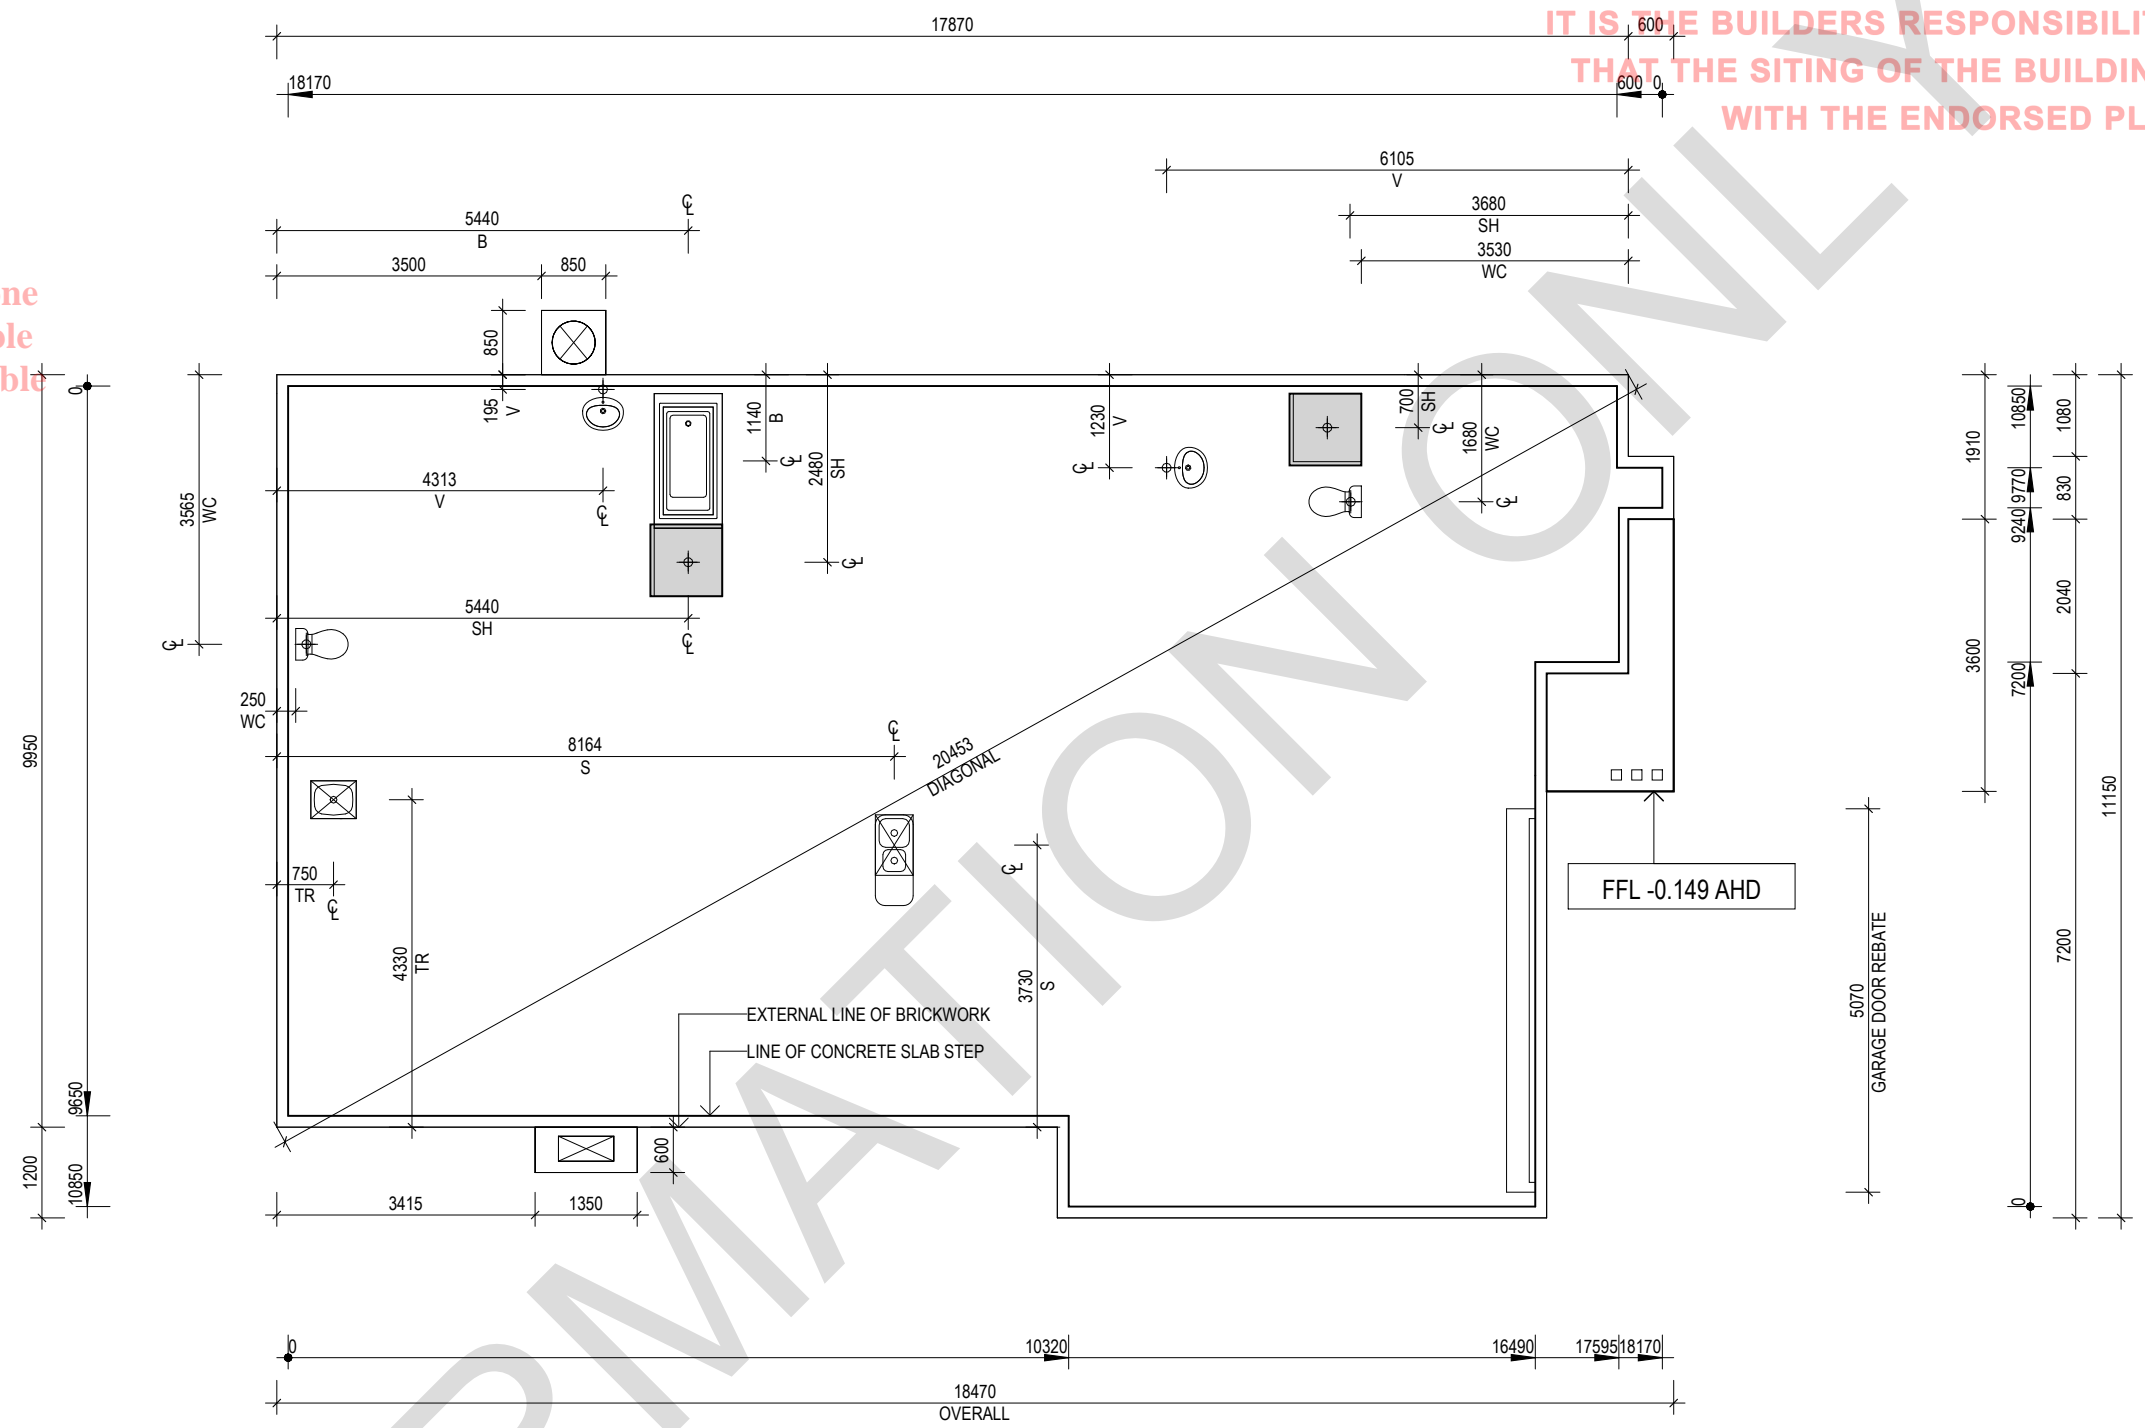 17870
600
IT IS THE BUILDERS RESPONSIBILIT
18170
600 0
THAT THE SITING OF THE BUILDIN
WITH THE ENDORSED PL
6105
V
3680
SH
3530
WC
5440
B
℄
3500
850
ne
ble
ble
0
850
195
V
1140
B
℄
2480
SH
℄
1230
V
℄
700
SH
℄
1680
WC
℄
4313
V
℄
3565
WC
℄
5440
SH
℄
250
WC
8164
S
℄
20453
DIAGONAL
750
TR
℄
4330
TR
℄
3730
S
EXTERNAL LINE OF BRICKWORK
LINE OF CONCRETE SLAB STEP
600
9950
9650
1200
10850
3415
1350
1910
3600
10850
9770
9240
7200
0
1080
830
2040
7200
11150
FFL -0.149 AHD
5070
GARAGE DOOR REBATE
0
10320
16490
17595
18170
18470
OVERALL
RMATION ONLY